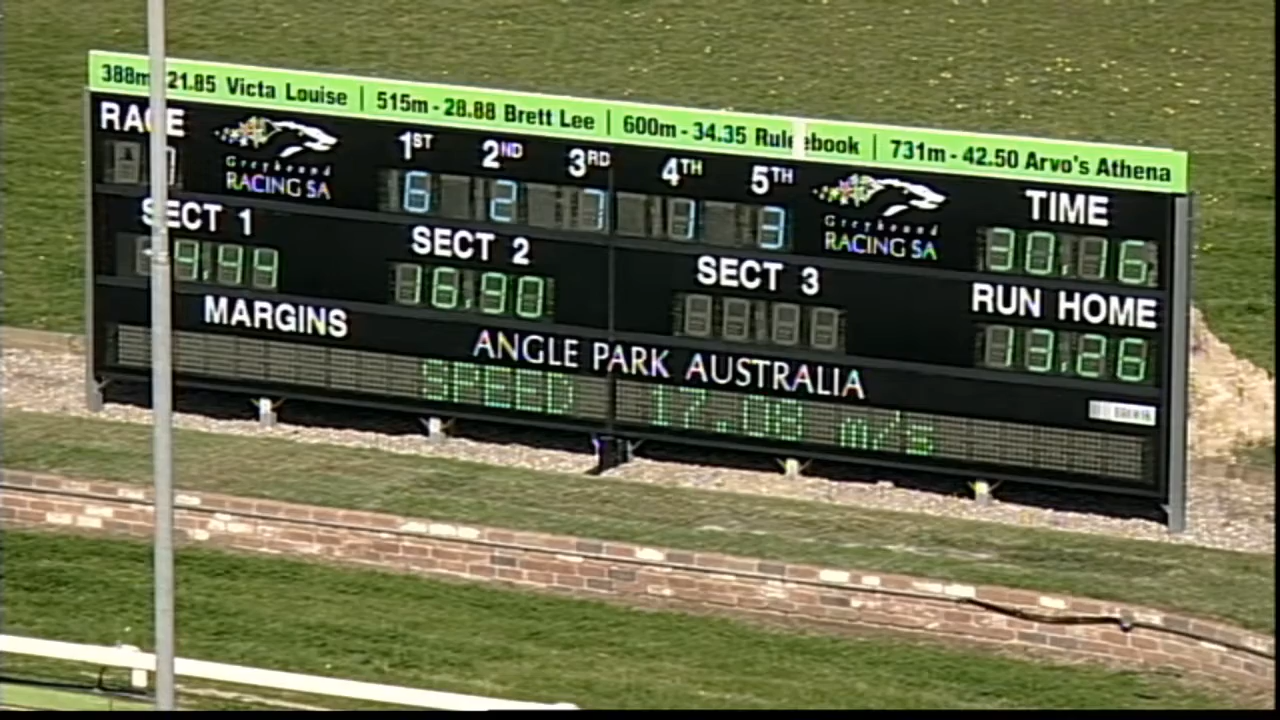 388m - 21.85 Victa Louise | 515m - 28.88 Brett Lee | 600m - 34.35 Rulebook | 731m - 42.50 Arvo's Athena
RACE
Greyhound
RACING SA
1ST 2ND 3RD 4TH 5TH
6 2 7 1 3
Greyhound
RACING SA
TIME
30.16
SECT 1
4.44
SECT 2
16.90
SECT 3
RUN HOME
13.26
MARGINS
ANGLE PARK AUSTRALIA
SPEED 17.08 m/s